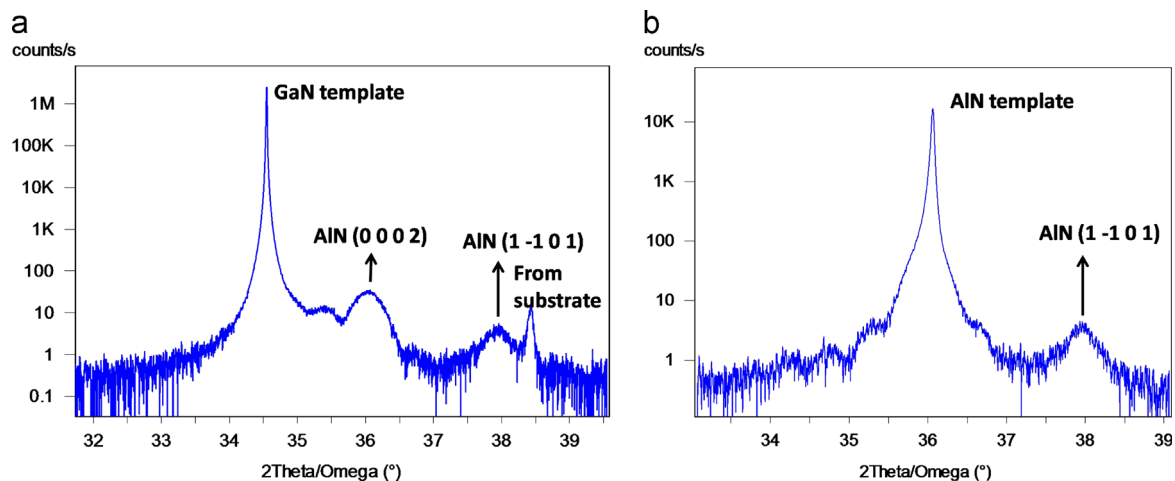 a
counts/s
1M
100K
10K
1K
100
10
1
0.1
GaN template
AlN (0 0 0 2)
AlN (1 -1 0 1)
From
substrate
32 33 34 35 36 37 38 39
2Theta/Omega (°)
b
counts/s
10K
1K
100
10
1
AlN template
AlN (1 -1 0 1)
34 35 36 37 38 39
2Theta/Omega (°)